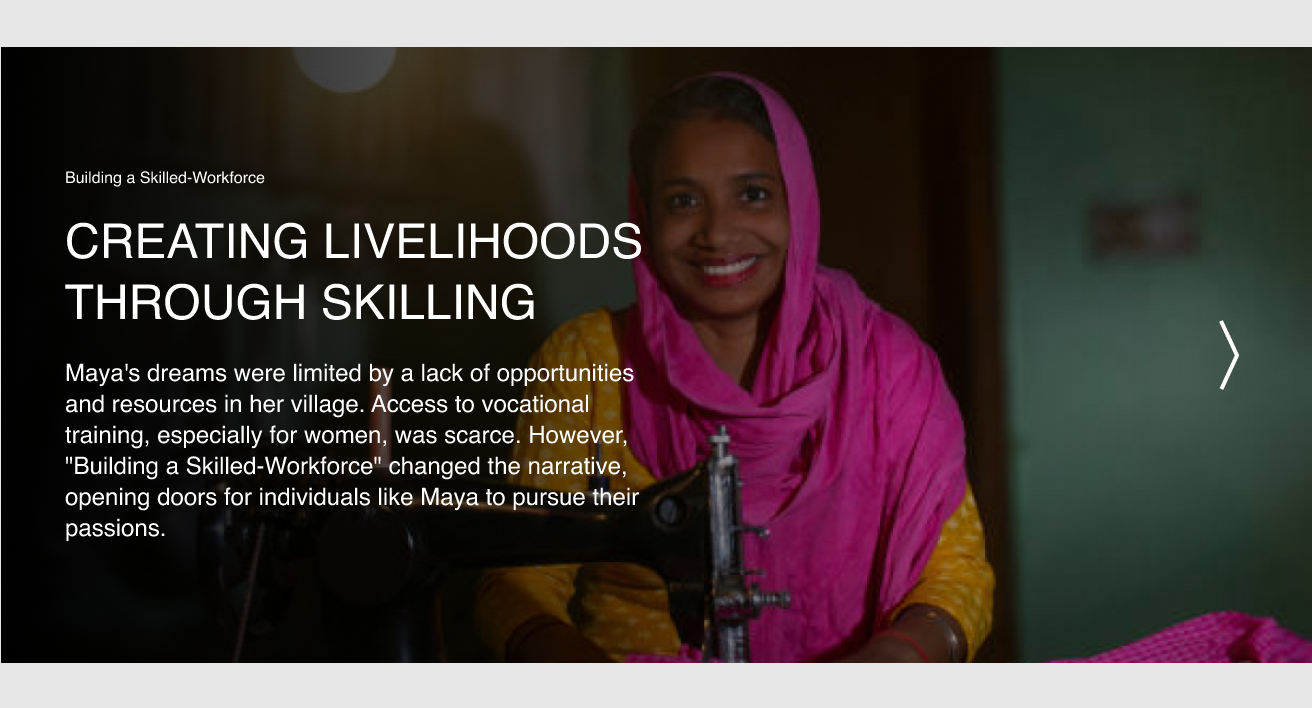 Building a Skilled-Workforce
CREATING LIVELIHOODS
THROUGH SKILLING
Maya's dreams were limited by a lack of opportunities
and resources in her village. Access to vocational
training, especially for women, was scarce. However,
"Building a Skilled-Workforce" changed the narrative,
opening doors for individuals like Maya to pursue their
passions.